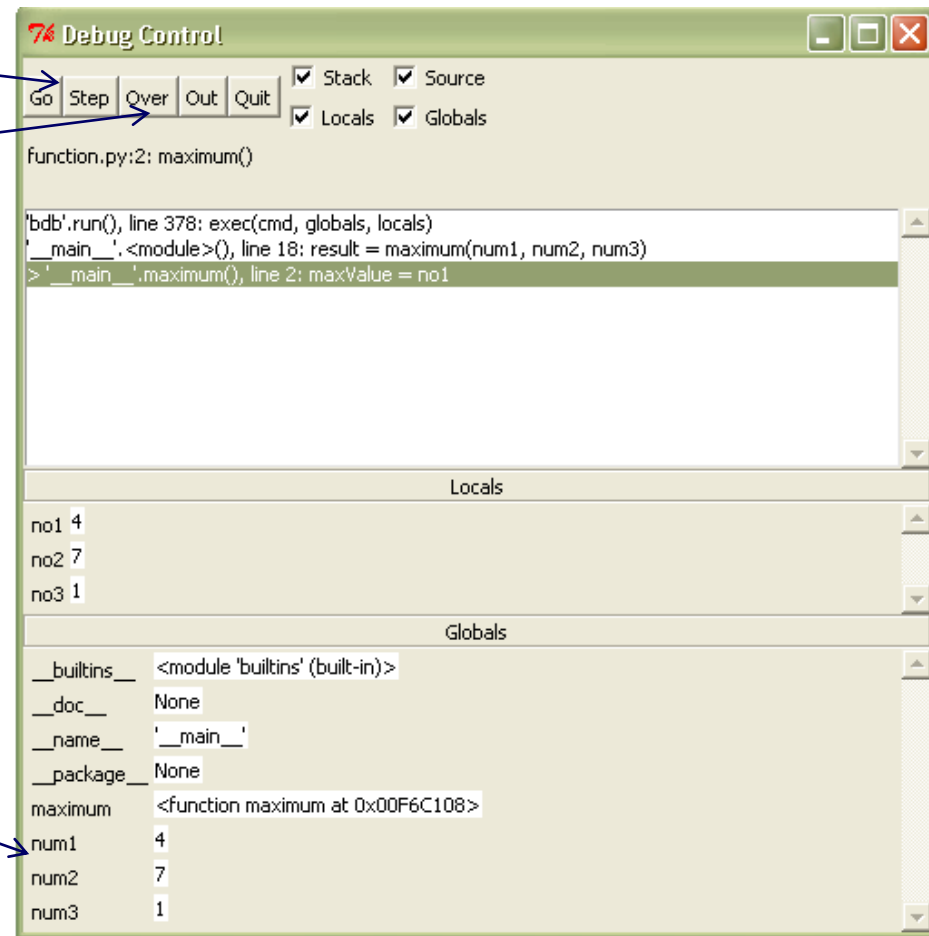 7% Debug Control
Go Step Over Out Quit
Stack Source
Locals Globals
function.py:2: maximum()
'bdb'.run(), line 378: exec(cmd, globals, locals)
'__main__'.<module>(), line 18: result = maximum(num1, num2, num3)
> '__main__'.maximum(), line 2: maxValue = no1
Locals
no1 4
no2 7
no3 1
Globals
__builtins__ <module 'builtins' (built-in)>
__doc__ None
__name__ '__main__'
__package__ None
maximum <function maximum at 0x00F6C108>
num1 4
num2 7
num3 1